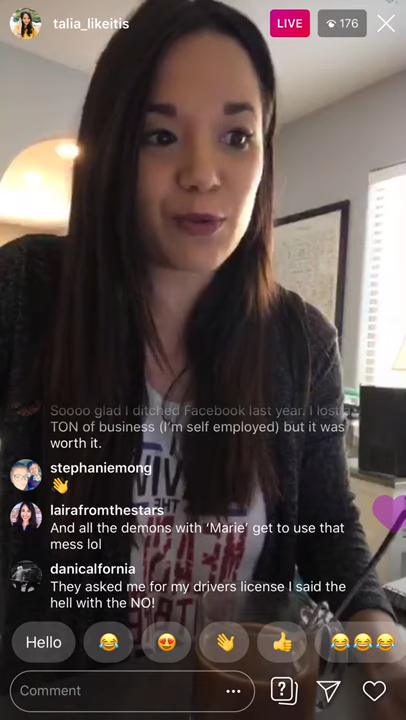 talia_likeitis
LIVE
176
Soooo glad I ditched Facebook last year. I lost a
TON of business (I'm self employed) but it was
worth it.
stephaniemong
👋
lairafromthestars
And all the demons with 'Marie' get to use that
mess lol
danicalfornia
They asked me for my drivers license I said the
hell with the NO!
Hello 😂 😍 👋 👍 😂😂😂
Comment